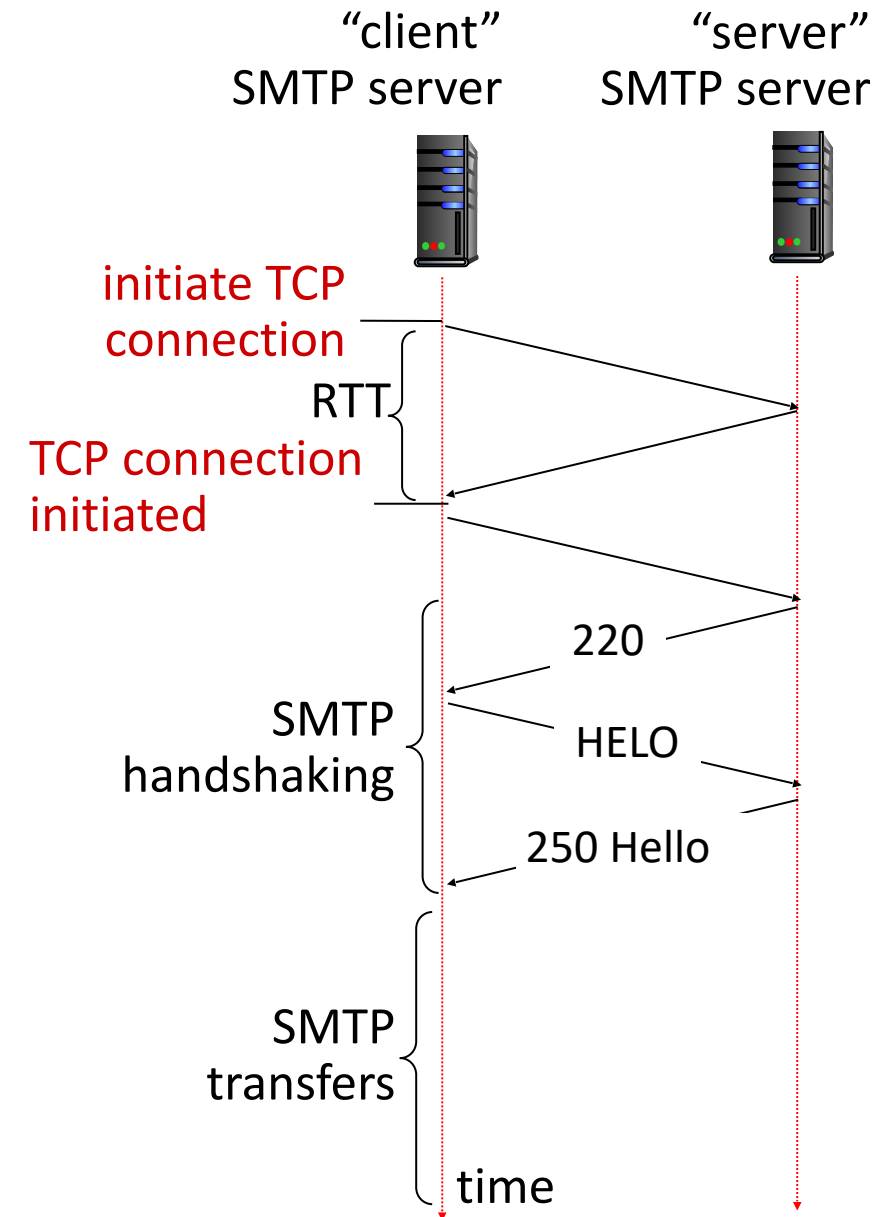 “client”
SMTP server
“server”
SMTP server
initiate TCP
connection
RTT
TCP connection
initiated
220
SMTP
handshaking
HELO
250 Hello
SMTP
transfers
time